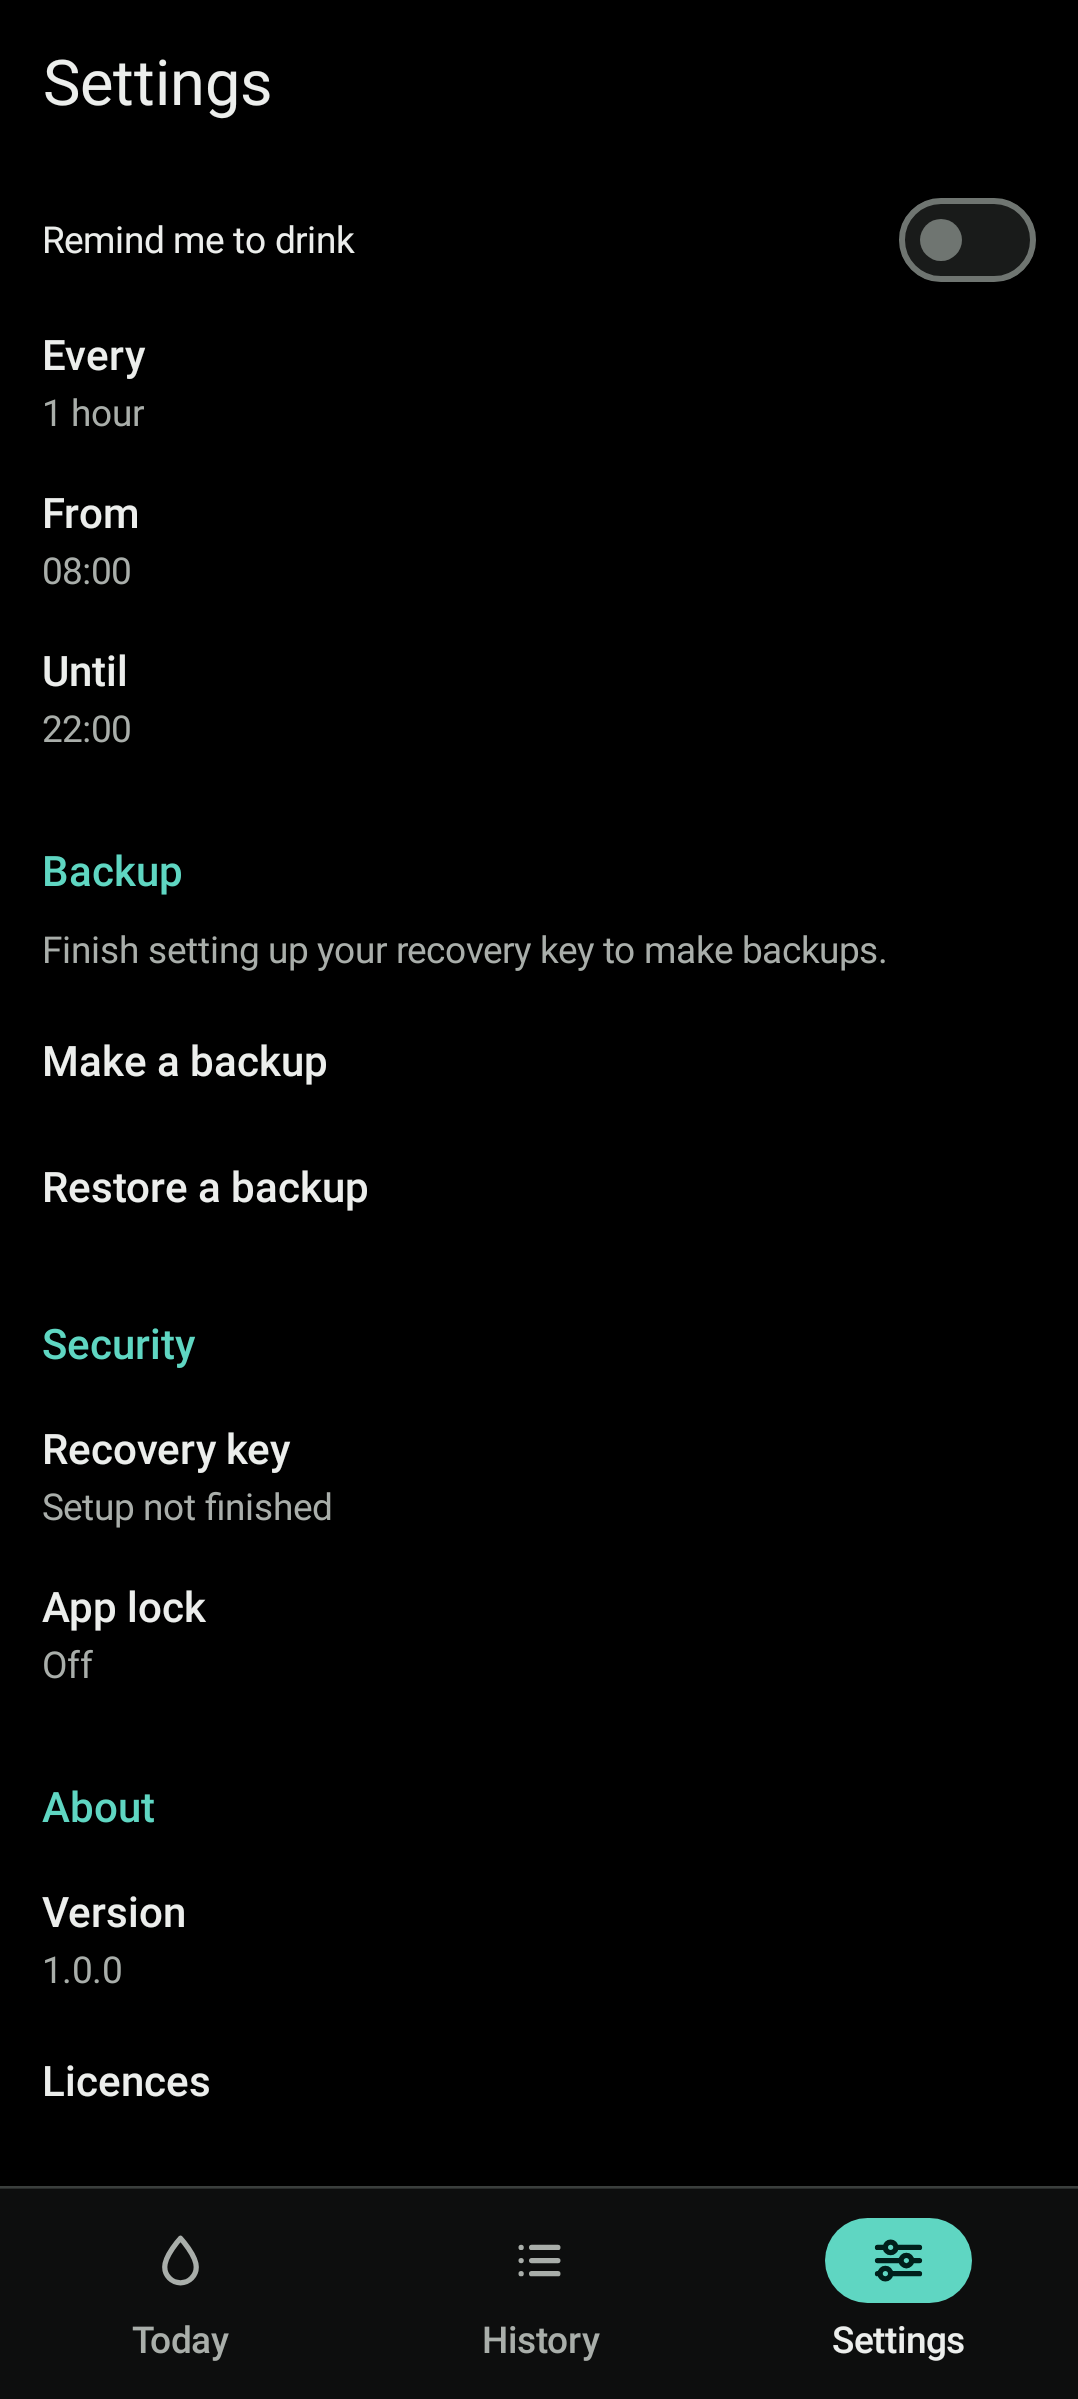 Settings
Remind me to drink
Every
1 hour
From
08:00
Until
22:00
Backup
Finish setting up your recovery key to make backups.
Make a backup
Restore a backup
Security
Recovery key
Setup not finished
App lock
Off
About
Version
1.0.0
Licences
Today
History
Settings